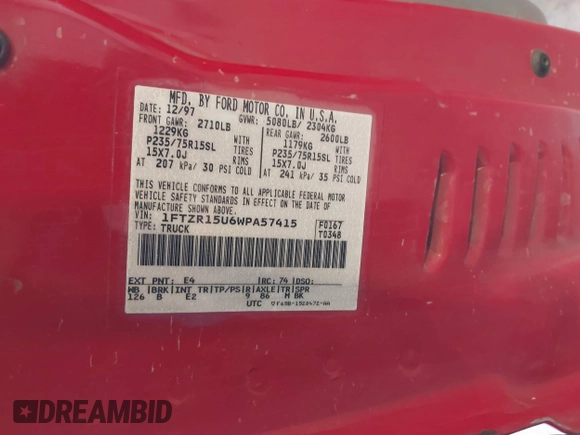 MFD. BY FORD MOTOR CO. IN U.S.A.
DATE: 12/97 GVWR: 5080LB/ 2304KG
FRONT GAWR: 2710LB REAR GAWR: 2600LB
1229KG 1179KG
P235/75R15SL TIRES P235/75R15SL TIRES
15X7.0J RIMS 15X7.0J RIMS
AT 207 kPa/ 30 PSI COLD AT 241 kPa/ 35 PSI COLD
THIS VEHICLE CONFORMS TO ALL APPLICABLE FEDERAL MOTOR
VEHICLE SAFETY STANDARDS IN EFFECT ON THE DATE OF
MANUFACTURE SHOWN ABOVE.
VIN: 1FTZR15U6WPA57415 F0167
TYPE: TRUCK T0348
EXT PNT: E4 RC: 74 DSO:
WB BRK INT TR TP/PS R AXLE TR SPR
126 B E2 9 86 M BK
UTC
DREAMBID